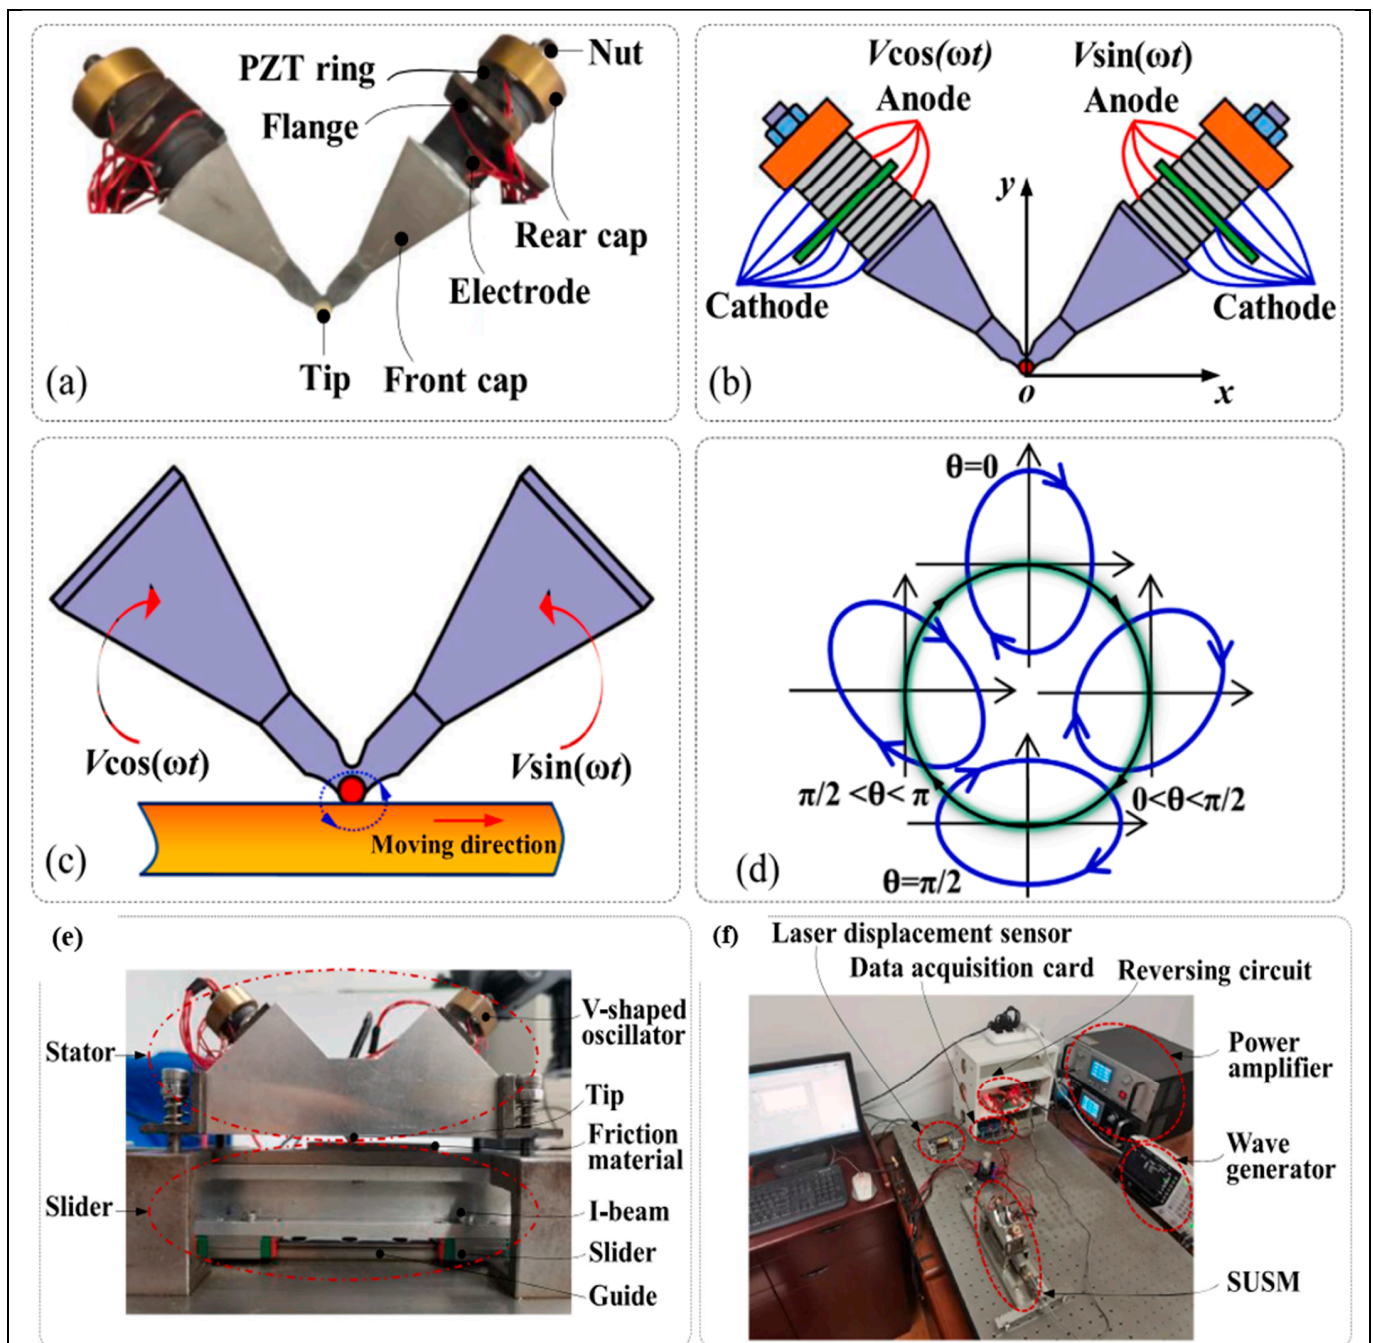 PZT ring
Nut
Flange
Rear cap
Electrode
Tip
Front cap
(a)
Vcos(ωt)
Anode
Vsin(ωt)
Anode
y
Cathode
Cathode
o
x
(b)
Vcos(ωt)
Vsin(ωt)
Moving direction
(c)
θ=0
π/2 <θ< π
0<θ<π/2
θ=π/2
(d)
(e)
Stator
V-shaped
oscillator
Tip
Friction
material
Slider
I-beam
Slider
Guide
(f)
Laser displacement sensor
Data acquisition card
Reversing circuit
Power
amplifier
Wave
generator
SUSM